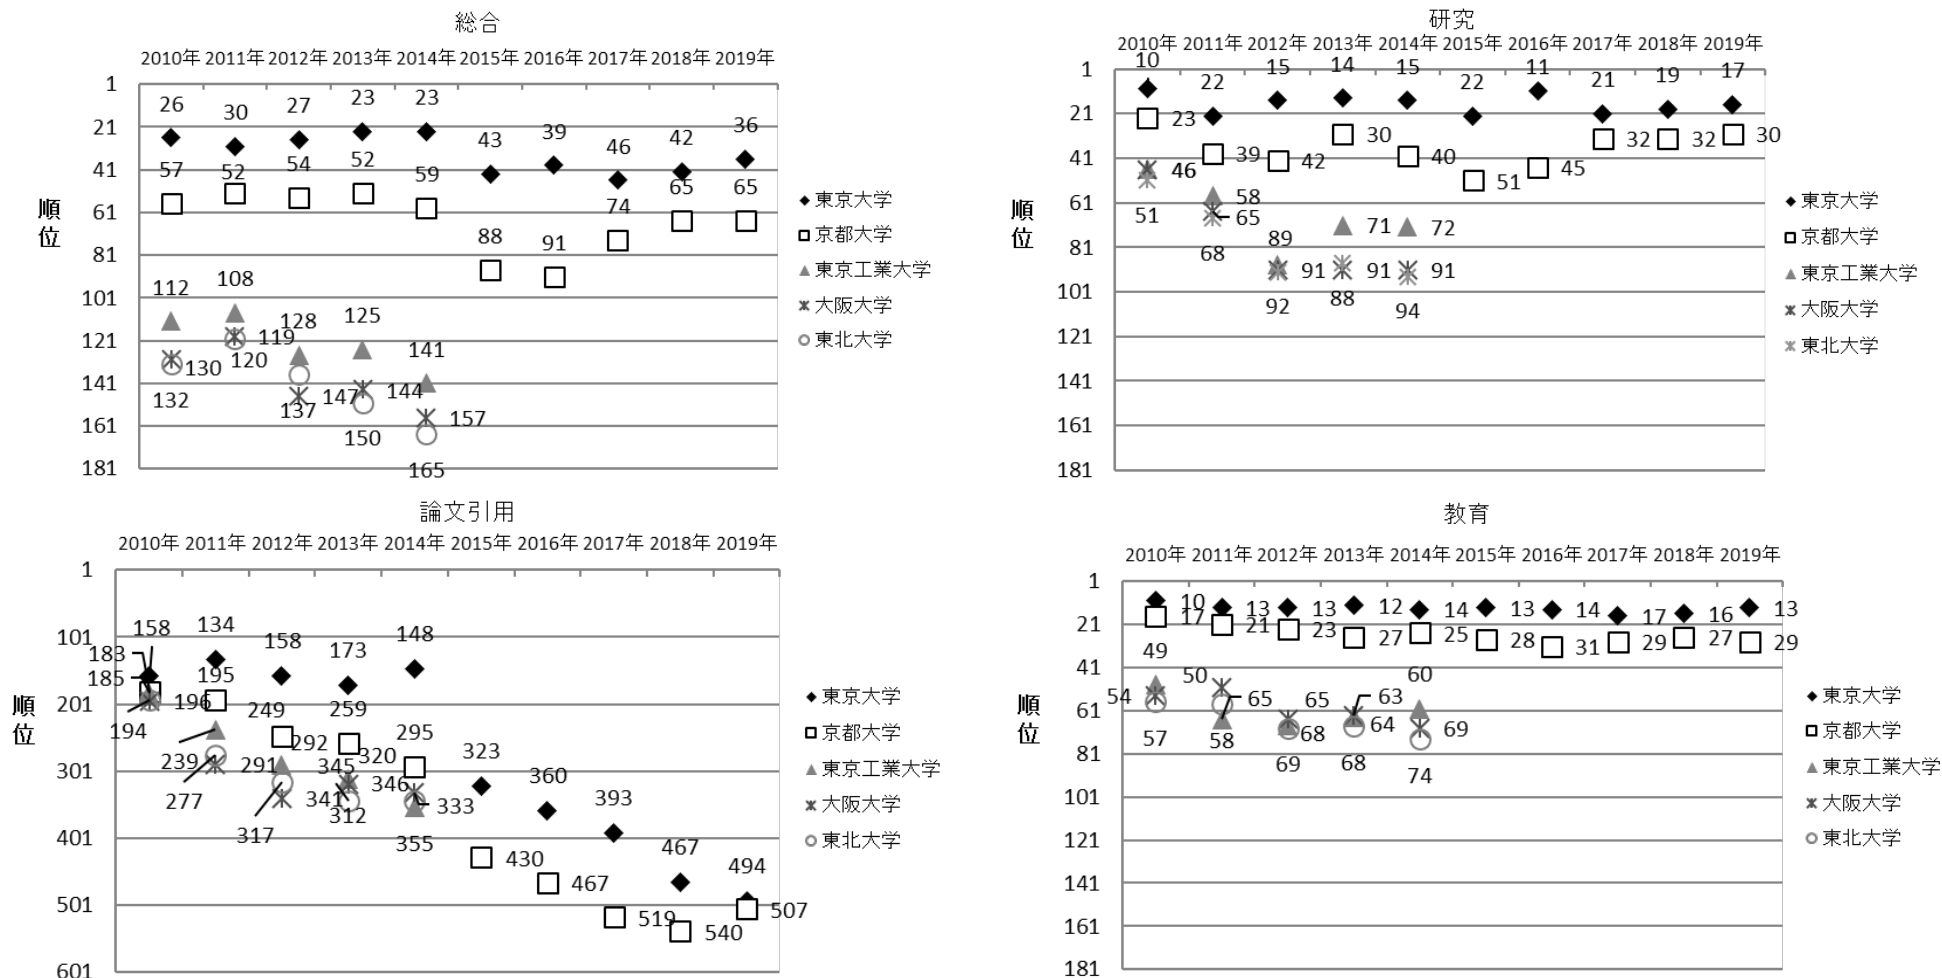 総合
2010年 2011年 2012年 2013年 2014年 2015年 2016年 2017年 2018年 2019年
順位
1
21
41
61
81
101
121
141
161
181
26 30 27 23 23 43 39 46 42 36
57 52 54 52 59 88 91 74 65 65
112 108 128 125 141
130 119 147 144 157
132 120 137 150 165
東京大学
京都大学
東京工業大学
大阪大学
東北大学
研究
2010年 2011年 2012年 2013年 2014年 2015年 2016年 2017年 2018年 2019年
順位
1
21
41
61
81
101
121
141
161
181
10 22 15 14 15 22 11 21 19 17
23 39 42 30 40 51 45 32 32 30
46 58 89 71 72
46 65 91 91 91
51 68 92 88 94
東京大学
京都大学
東京工業大学
大阪大学
東北大学
論文引用
2010年 2011年 2012年 2013年 2014年 2015年 2016年 2017年 2018年 2019年
順位
1
101
201
301
401
501
601
158 134 158 173 148 323 360 393 467 494
183 195 249 259 295 430 467 519 540 507
185 239 291 312 355
196 292 341 320 333
194 277 317 345 346
東京大学
京都大学
東京工業大学
大阪大学
東北大学
教育
2010年 2011年 2012年 2013年 2014年 2015年 2016年 2017年 2018年 2019年
順位
1
21
41
61
81
101
121
141
161
181
10 13 13 12 14 13 14 17 16 13
17 21 23 27 25 28 31 29 27 29
49 65 68 64 60
54 50 65 63 69
57 58 69 68 74
東京大学
京都大学
東京工業大学
大阪大学
東北大学